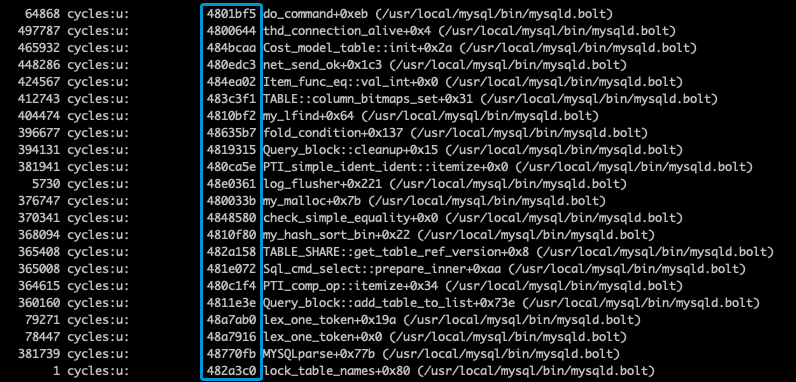 64868 cycles:u: 4801bf5 do_command+0xeb (/usr/local/mysql/bin/mysqld.bolt)
497787 cycles:u: 4800644 thd_connection_alive+0x4 (/usr/local/mysql/bin/mysqld.bolt)
465932 cycles:u: 484bcaa Cost_model_table::init+0x2a (/usr/local/mysql/bin/mysqld.bolt)
448286 cycles:u: 480edc3 net_send_ok+0x1c3 (/usr/local/mysql/bin/mysqld.bolt)
424567 cycles:u: 484ea02 Item_func_eq::val_int+0x0 (/usr/local/mysql/bin/mysqld.bolt)
412743 cycles:u: 483c3f1 TABLE::column_bitmaps_set+0x31 (/usr/local/mysql/bin/mysqld.bolt)
404474 cycles:u: 4810bf2 my_lfind+0x64 (/usr/local/mysql/bin/mysqld.bolt)
396677 cycles:u: 48635b7 fold_condition+0x137 (/usr/local/mysql/bin/mysqld.bolt)
394131 cycles:u: 4819315 Query_block::cleanup+0x15 (/usr/local/mysql/bin/mysqld.bolt)
381941 cycles:u: 480ca5e PTI_simple_ident_ident::itemize+0x0 (/usr/local/mysql/bin/mysqld.bolt)
5730 cycles:u: 48e0361 log_flusher+0x221 (/usr/local/mysql/bin/mysqld.bolt)
376747 cycles:u: 480033b my_malloc+0x7b (/usr/local/mysql/bin/mysqld.bolt)
370341 cycles:u: 4848580 check_simple_equality+0x0 (/usr/local/mysql/bin/mysqld.bolt)
368094 cycles:u: 4810f80 my_hash_sort_bin+0x22 (/usr/local/mysql/bin/mysqld.bolt)
365408 cycles:u: 482a158 TABLE_SHARE::get_table_ref_version+0x8 (/usr/local/mysql/bin/mysqld.bolt)
365008 cycles:u: 481e072 Sql_cmd_select::prepare_inner+0xaa (/usr/local/mysql/bin/mysqld.bolt)
364615 cycles:u: 480c1f4 PTI_comp_op::itemize+0x34 (/usr/local/mysql/bin/mysqld.bolt)
360160 cycles:u: 4811e3e Query_block::add_table_to_list+0x73e (/usr/local/mysql/bin/mysqld.bolt)
79271 cycles:u: 48a7ab0 lex_one_token+0x19a (/usr/local/mysql/bin/mysqld.bolt)
78447 cycles:u: 48a7916 lex_one_token+0x0 (/usr/local/mysql/bin/mysqld.bolt)
381739 cycles:u: 48770fb MYSQLparse+0x77b (/usr/local/mysql/bin/mysqld.bolt)
1 cycles:u: 482a3c0 lock_table_names+0x80 (/usr/local/mysql/bin/mysqld.bolt)